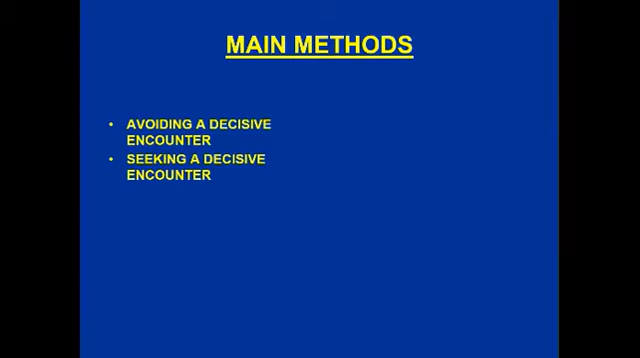 MAIN METHODS
• AVOIDING A DECISIVE
ENCOUNTER
• SEEKING A DECISIVE
ENCOUNTER